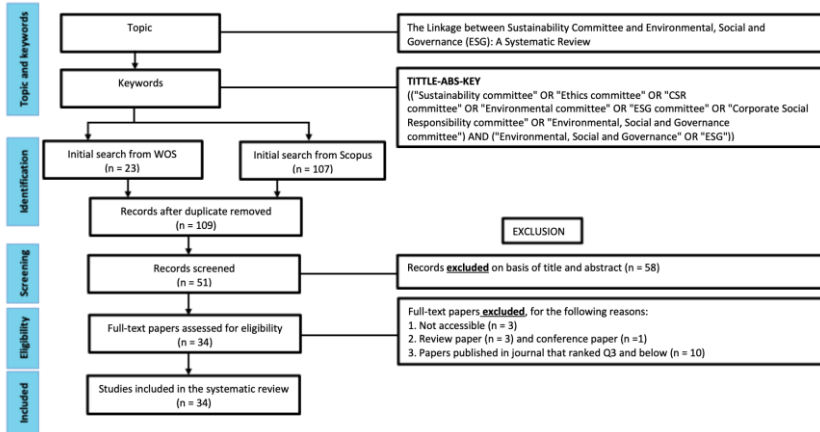 Topic and keywords
Topic
The Linkage between Sustainability Committee and Environmental, Social and
Governance (ESG): A Systematic Review
Keywords
TITTLE-ABS-KEY
(("Sustainability committee" OR "Ethics committee" OR "CSR
committee" OR "Environmental committee" OR "ESG committee" OR "Corporate Social
Responsibility committee" OR "Environmental, Social and Governance
committee") AND ("Environmental, Social and Governance" OR "ESG"))
Identification
Initial search from WOS
(n = 23)
Initial search from Scopus
(n = 107)
Records after duplicate removed
(n = 109)
EXCLUSION
Screening
Records screened
(n = 51)
Records excluded on basis of title and abstract (n = 58)
Eligibility
Full-text papers assessed for eligibility
(n = 34)
Full-text papers excluded, for the following reasons:
1. Not accessible (n = 3)
2. Review paper (n = 3) and conference paper (n =1)
3. Papers published in journal that ranked Q3 and below (n = 10)
Included
Studies included in the systematic review
(n = 34)